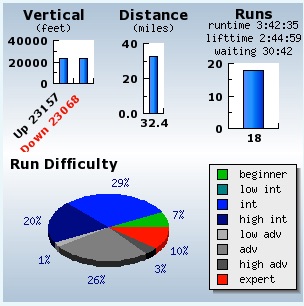 Vertical
(feet)
40000
20000
0
Up 23157
Down 23068
Distance
(miles)
40
20
0.0
32.4
Runs
runtime 3:42:35
lifttime 2:44:59
waiting 30:42
20
15
10
5
0
18
Run Difficulty
29%
7%
10%
3%
26%
1%
20%
beginner
low int
int
high int
low adv
adv
high adv
expert